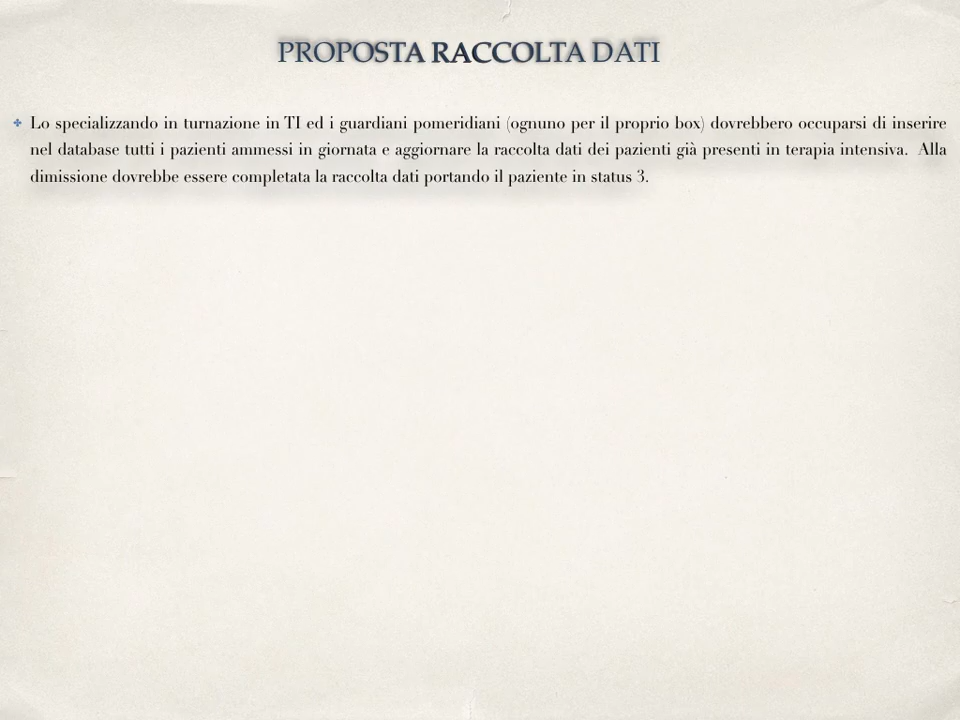 PROPOSTA RACCOLTA DATI
Lo specializzando in turnazione in TI ed i guardiani pomeridiani (ognuno per il proprio box) dovrebbero occuparsi di inserire
nel database tutti i pazienti ammessi in giornata e aggiornare la raccolta dati dei pazienti già presenti in terapia intensiva. Alla
dimissione dovrebbe essere completata la raccolta dati portando il paziente in status 3.